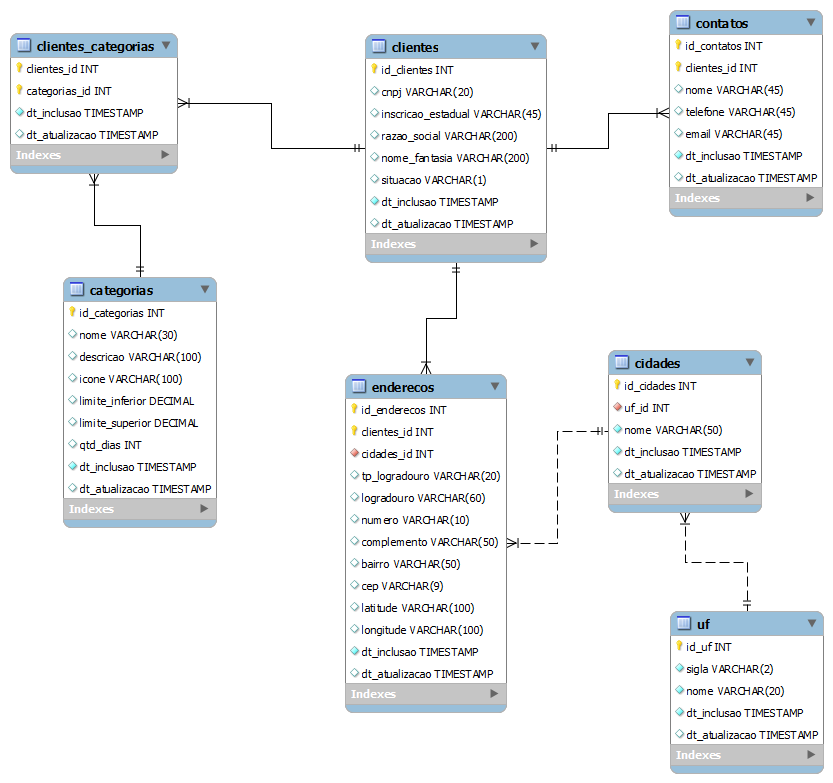 clientes_categorias
clientes_id INT
categorias_id INT
dt_inclusao TIMESTAMP
dt_atualizacao TIMESTAMP
Indexes
clientes
id_clientes INT
cnpj VARCHAR(20)
inscricao_estadual VARCHAR(45)
razao_social VARCHAR(200)
nome_fantasia VARCHAR(200)
situacao VARCHAR(1)
dt_inclusao TIMESTAMP
dt_atualizacao TIMESTAMP
Indexes
contatos
id_contatos INT
clientes_id INT
nome VARCHAR(45)
telefone VARCHAR(45)
email VARCHAR(45)
dt_inclusao TIMESTAMP
dt_atualizacao TIMESTAMP
Indexes
categorias
id_categorias INT
nome VARCHAR(30)
descricao VARCHAR(100)
icone VARCHAR(100)
limite_inferior DECIMAL
limite_superior DECIMAL
qtd_dias INT
dt_inclusao TIMESTAMP
dt_atualizacao TIMESTAMP
Indexes
enderecos
id_enderecos INT
clientes_id INT
cidades_id INT
tp_logradouro VARCHAR(20)
logradouro VARCHAR(60)
numero VARCHAR(10)
complemento VARCHAR(50)
bairro VARCHAR(50)
cep VARCHAR(9)
latitude VARCHAR(100)
longitude VARCHAR(100)
dt_inclusao TIMESTAMP
dt_atualizacao TIMESTAMP
Indexes
cidades
id_cidades INT
uf_id INT
nome VARCHAR(50)
dt_inclusao TIMESTAMP
dt_atualizacao TIMESTAMP
Indexes
uf
id_uf INT
sigla VARCHAR(2)
nome VARCHAR(20)
dt_inclusao TIMESTAMP
dt_atualizacao TIMESTAMP
Indexes